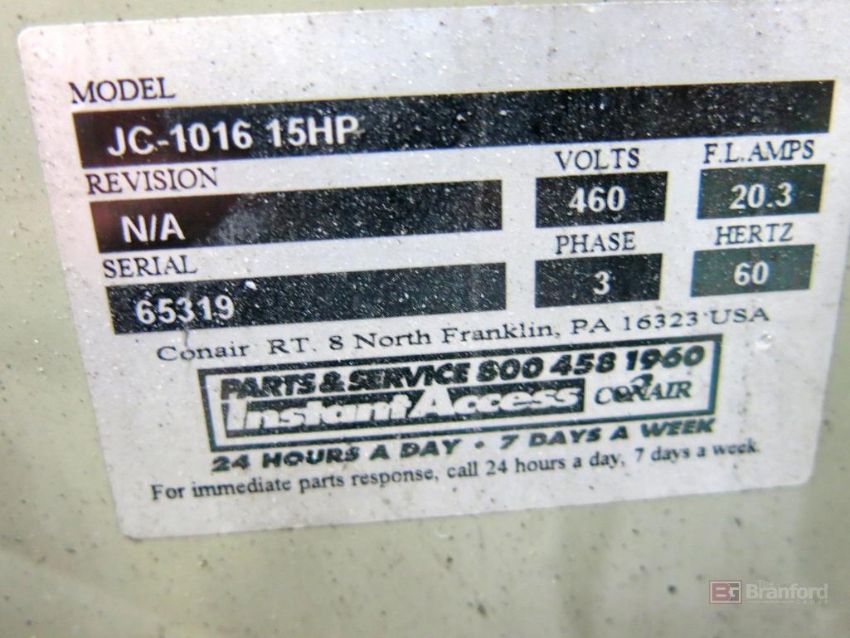 MODEL
JC-1016 15HP
REVISION
VOLTS
F.L.AMPS
N/A
460
20.3
SERIAL
PHASE
HERTZ
65319
3
60
Conair RT. 8 North Franklin, PA 16323 USA
PARTS & SERVICE 800 458 1960
Instant Access CONAIR
24 HOURS A DAY • 7 DAYS A WEEK
For immediate parts response, call 24 hours a day, 7 days a week.
The
Branford
GROUP